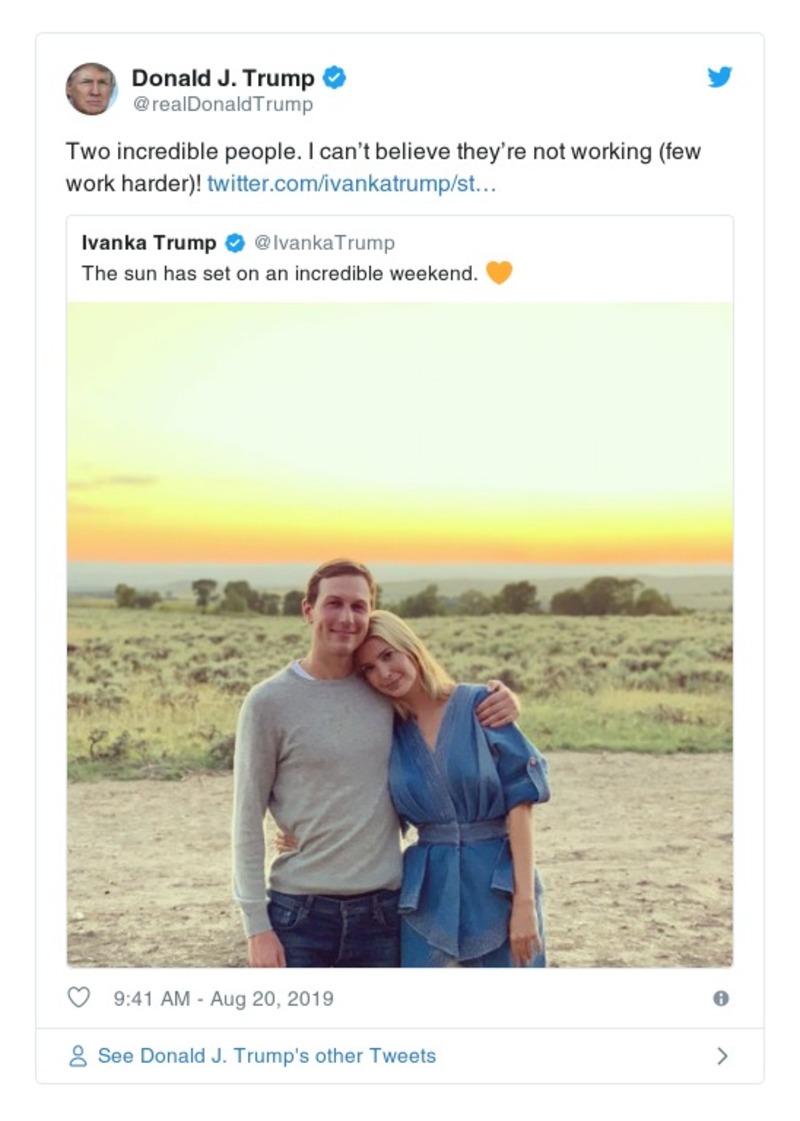 Donald J. Trump
@realDonaldTrump
Two incredible people. I can’t believe they’re not working (few
work harder)! twitter.com/ivankatrump/st…
Ivanka Trump @IvankaTrump
The sun has set on an incredible weekend. 🧡
9:41 AM - Aug 20, 2019
See Donald J. Trump's other Tweets